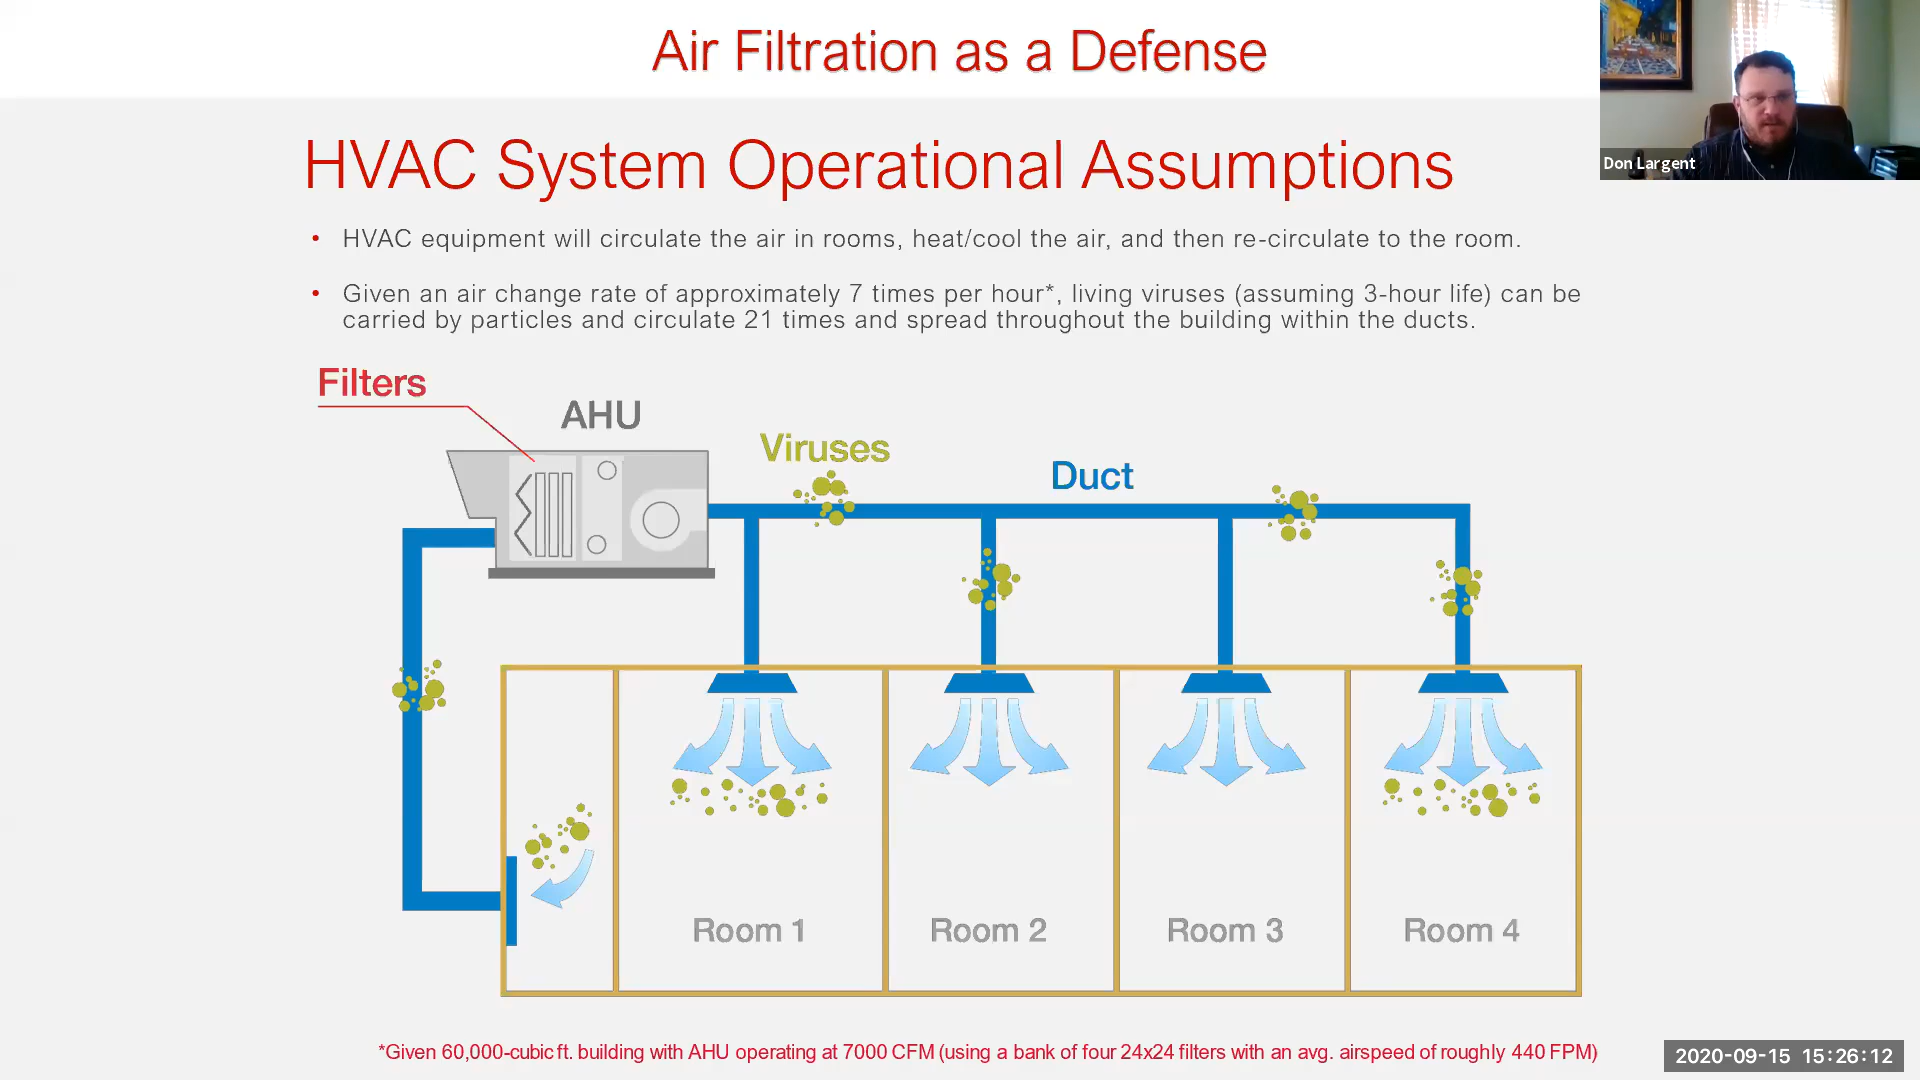 Air Filtration as a Defense
Don Largent
HVAC System Operational Assumptions
• HVAC equipment will circulate the air in rooms, heat/cool the air, and then re-circulate to the room.
• Given an air change rate of approximately 7 times per hour*, living viruses (assuming 3-hour life) can be
carried by particles and circulate 21 times and spread throughout the building within the ducts.
Filters
AHU
Viruses
Duct
Room 1
Room 2
Room 3
Room 4
*Given 60,000-cubic ft. building with AHU operating at 7000 CFM (using a bank of four 24x24 filters with an avg. airspeed of roughly 440 FPM)
2020-09-15 15:26:12